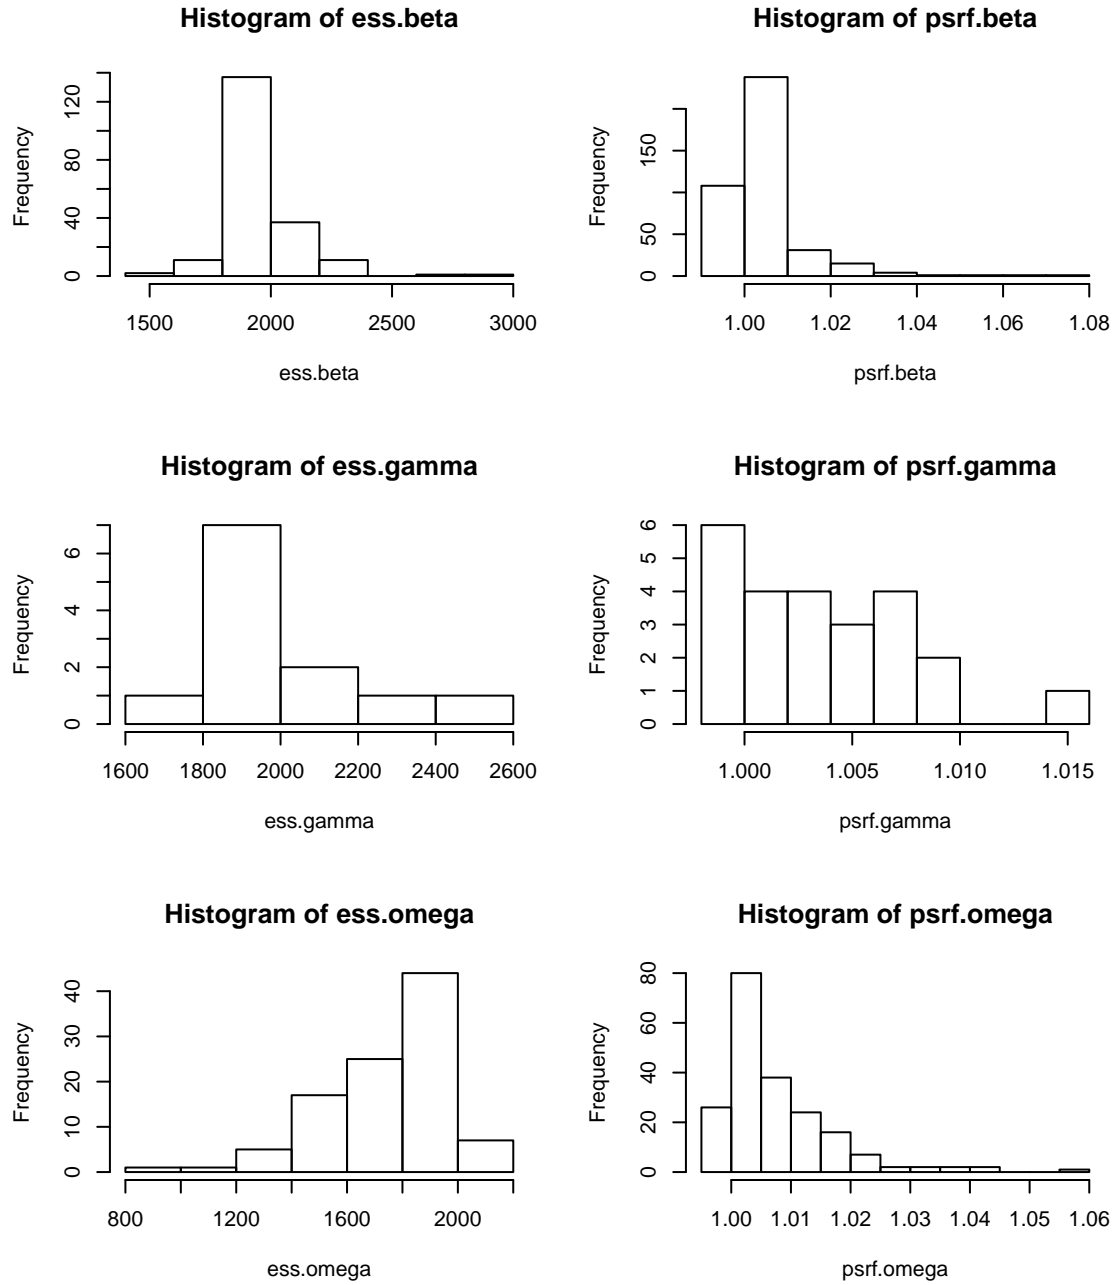 Histogram of ess.beta
Frequency
0 40 80 120
1500 2000 2500 3000
ess.beta
Histogram of psrf.beta
Frequency
0 50 150
1.00 1.02 1.04 1.06 1.08
psrf.beta
Histogram of ess.gamma
Frequency
0 2 4 6
1600 1800 2000 2200 2400 2600
ess.gamma
Histogram of psrf.gamma
Frequency
0 1 2 3 4 5 6
1.000 1.005 1.010 1.015
psrf.gamma
Histogram of ess.omega
Frequency
0 10 20 30 40
800 1200 1600 2000
ess.omega
Histogram of psrf.omega
Frequency
0 20 40 60 80
1.00 1.01 1.02 1.03 1.04 1.05 1.06
psrf.omega